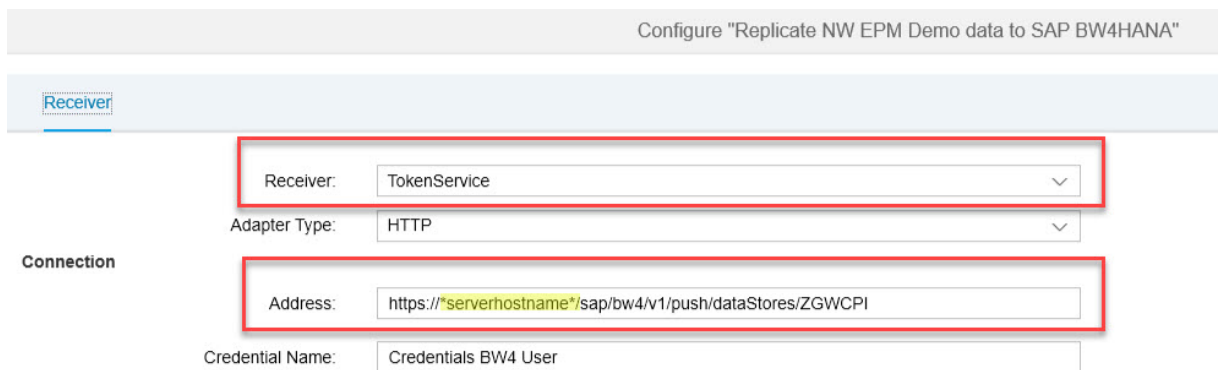 Configure "Replicate NW EPM Demo data to SAP BW4HANA"
Receiver
Receiver: TokenService
Adapter Type: HTTP
Connection
Address: https://*serverhostname*/sap/bw4/v1/push/dataStores/ZGWCPI
Credential Name: Credentials BW4 User